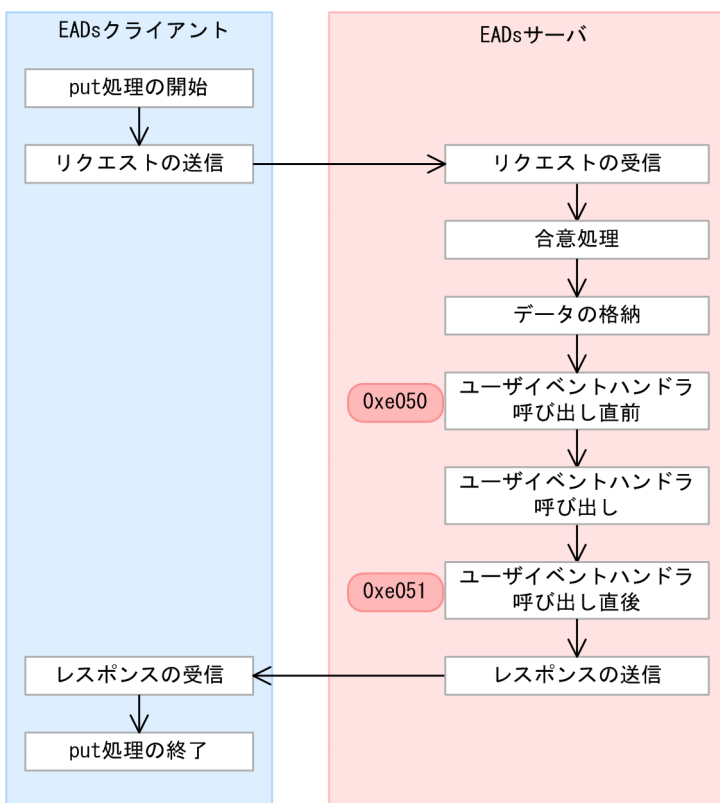 EADsクライアント
EADsサーバ
put処理の開始
リクエストの送信
リクエストの受信
合意処理
データの格納
0xe050
ユーザイベントハンドラ
呼び出し直前
ユーザイベントハンドラ
呼び出し
0xe051
ユーザイベントハンドラ
呼び出し直後
レスポンスの受信
レスポンスの送信
put処理の終了